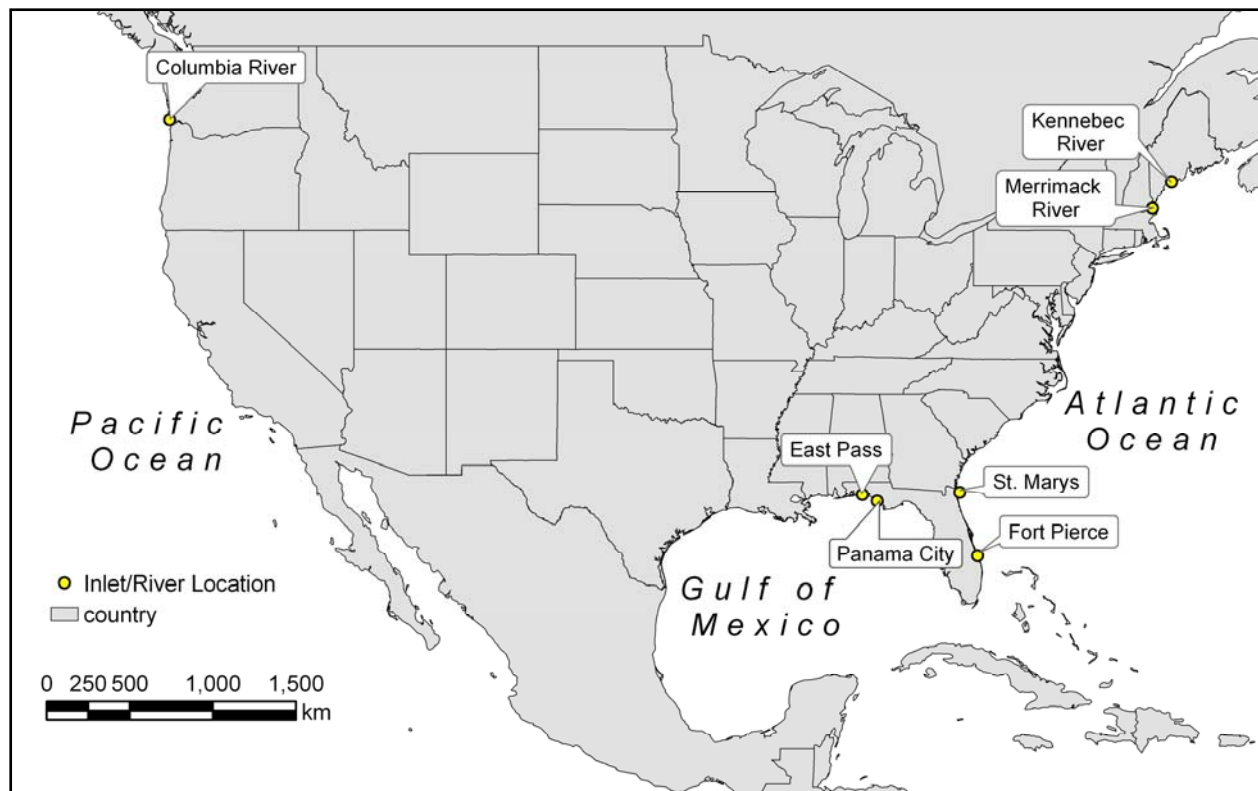 Columbia River
Kennebec
River
Merrimack
River
Pacific
Ocean
Atlantic
Ocean
East Pass
St. Marys
Panama City
Fort Pierce
Gulf of
Mexico
Inlet/River Location
country
0 250 500 1,000 1,500
km